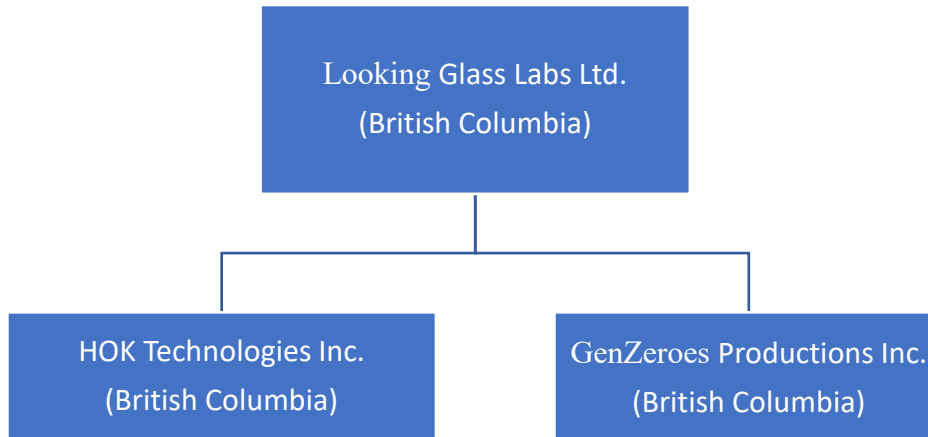 Looking Glass Labs Ltd.
(British Columbia)
HOK Technologies Inc.
(British Columbia)
GenZeroes Productions Inc.
(British Columbia)